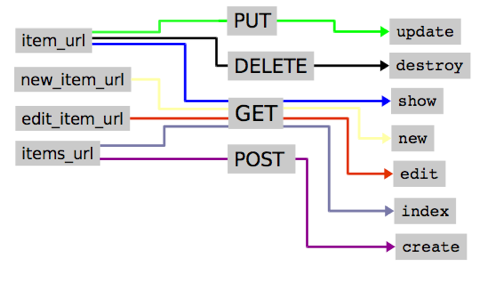 item_url
new_item_url
edit_item_url
items_url
PUT
DELETE
GET
POST
update
destroy
show
new
edit
index
create